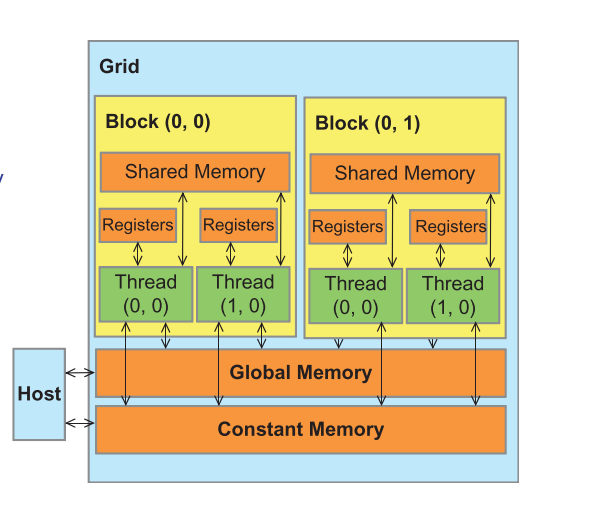 Grid
Block (0, 0)
Shared Memory
Registers
Registers
Thread
(0, 0)
Thread
(1, 0)
Block (0, 1)
Shared Memory
Registers
Registers
Thread
(0, 0)
Thread
(1, 0)
Host
Global Memory
Constant Memory